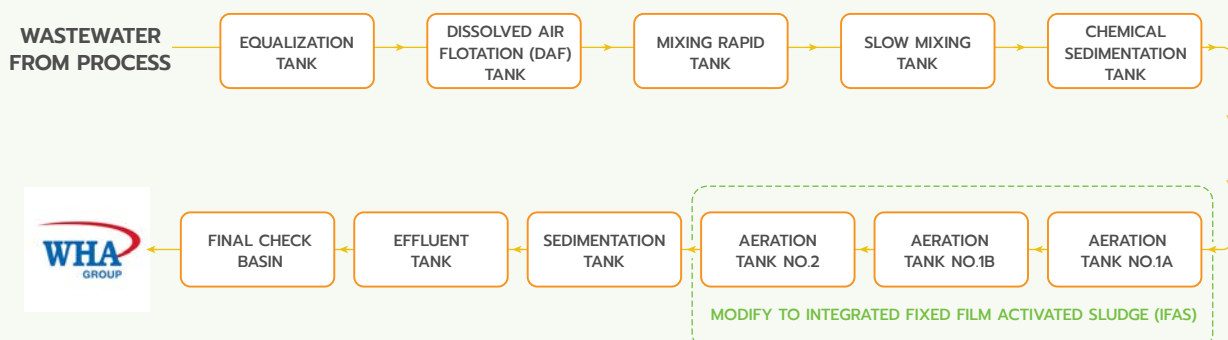 WASTEWATER
FROM PROCESS
EQUALIZATION
TANK
DISSOLVED AIR
FLOTATION (DAF)
TANK
MIXING RAPID
TANK
SLOW MIXING
TANK
CHEMICAL
SEDIMENTATION
TANK
AERATION
TANK NO.1A
AERATION
TANK NO.1B
AERATION
TANK NO.2
MODIFY TO INTEGRATED FIXED FILM ACTIVATED SLUDGE (IFAS)
SEDIMENTATION
TANK
EFFLUENT
TANK
FINAL CHECK
BASIN
WHA
GROUP